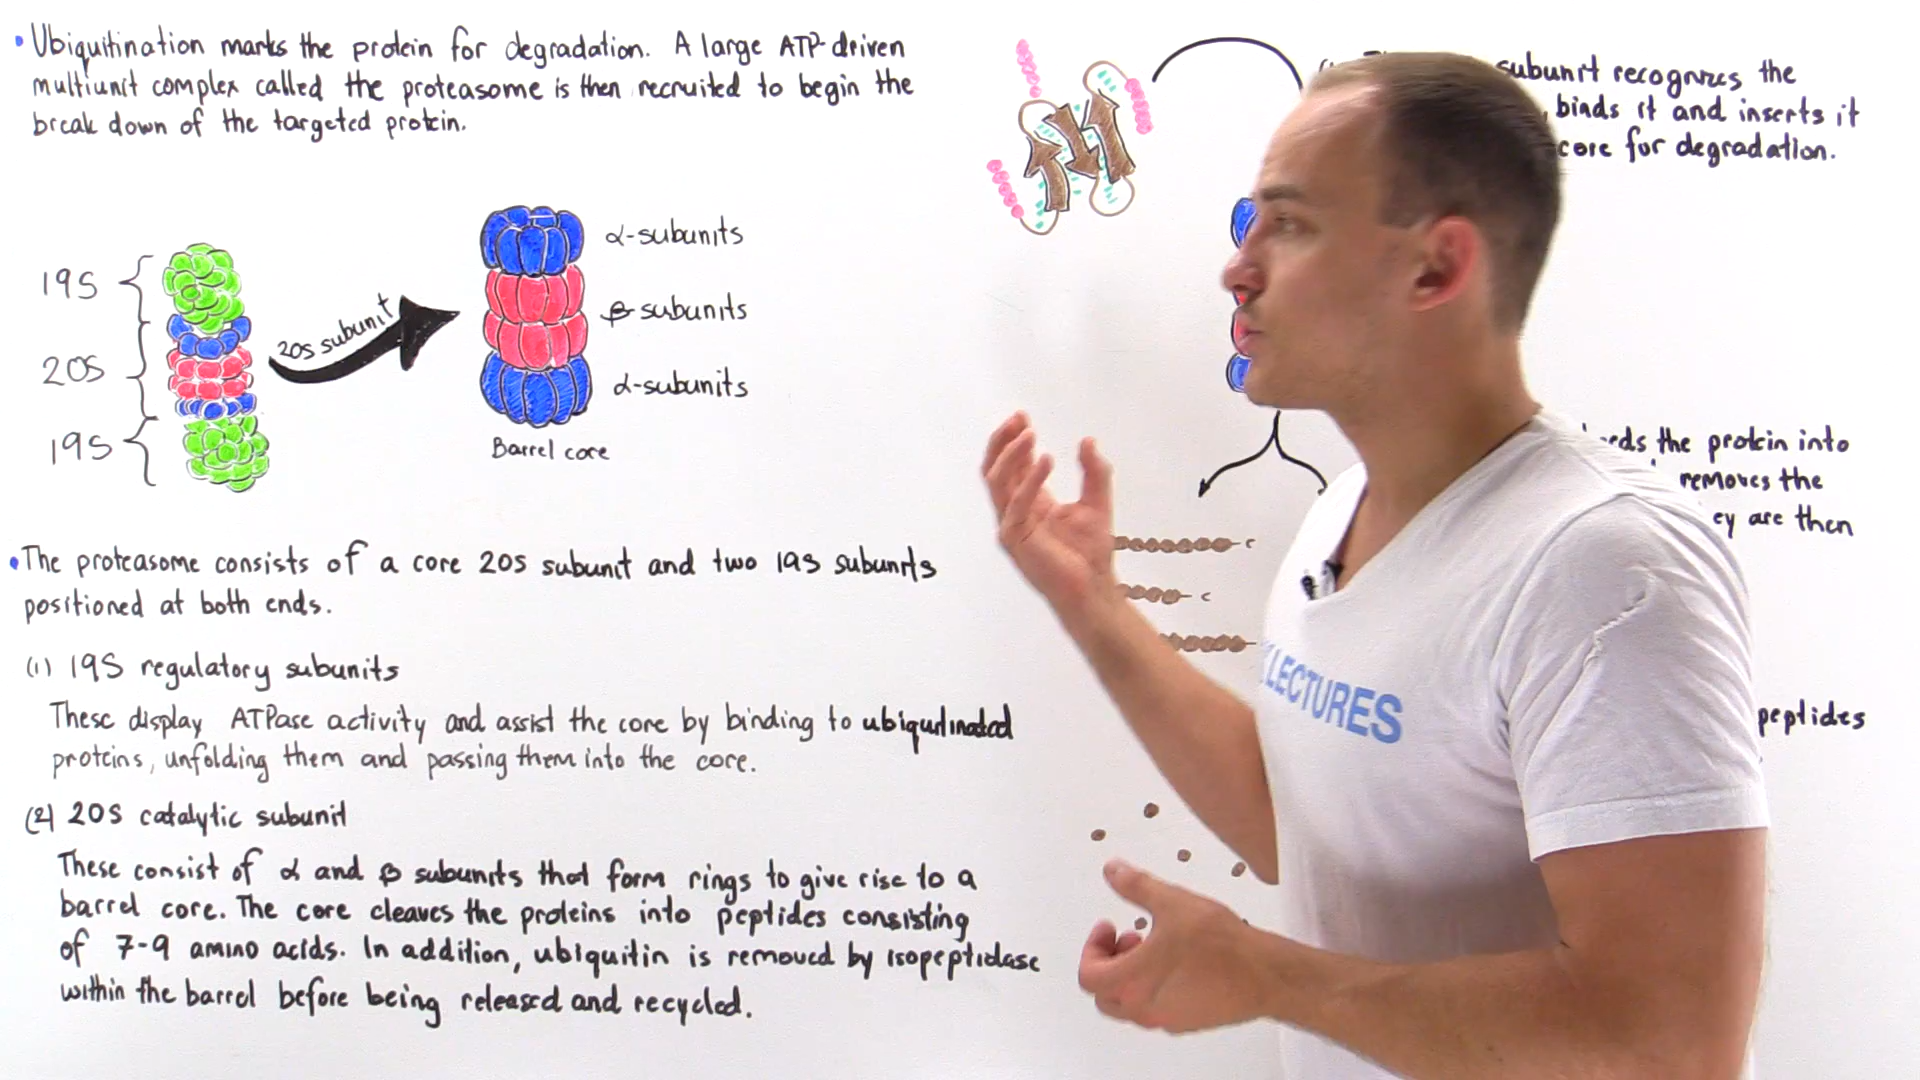 • Ubiquitination marks the protein for degradation. A large ATP-driven
multiunit complex called the proteasome is then recruited to begin the
break down of the targeted protein.
19S
20S
19S
20S subunit
α-subunits
β-subunits
α-subunits
Barrel core
• The proteasome consists of a core 20S subunit and two 19S subunits
positioned at both ends.
(1) 19S regulatory subunits
These display ATPase activity and assist the core by binding to ubiquitinated
proteins, unfolding them and passing them into the core.
(2) 20S catalytic subunit
These consist of α and β subunits that form rings to give rise to a
barrel core. The core cleaves the proteins into peptides consisting
of 7-9 amino acids. In addition, ubiquitin is removed by isopeptidase
within the barrel before being released and recycled.
subunit recognizes the
binds it and inserts it
core for degradation.
the protein into
removes the
are then
C
C
peptides
LECTURES